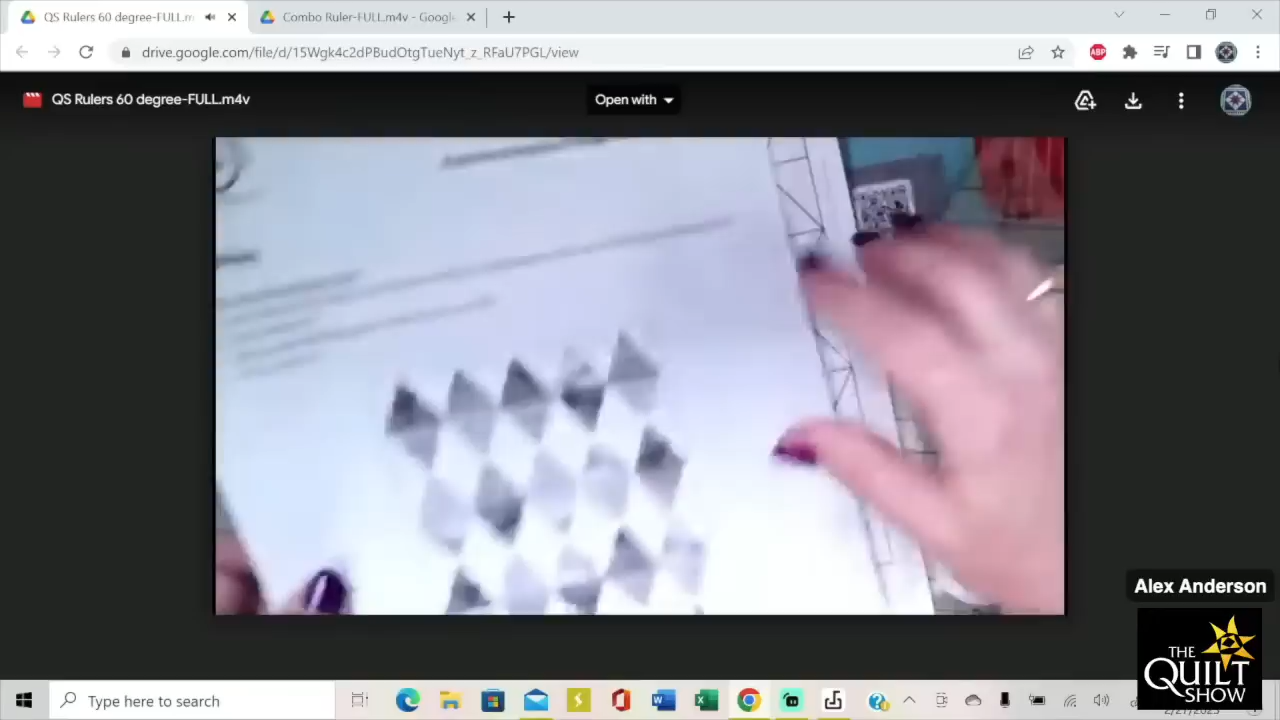 QS Rulers 60 degree-FULL.m
Combo Ruler-FULL.m4v - Google
drive.google.com/file/d/15Wgk4c2dPBudOtgTueNyt_z_RFaU7PGL/view
ABP
QS Rulers 60 degree-FULL.m4v
Open with
Alex Anderson
THE
QUILT
SHOW
Type here to search